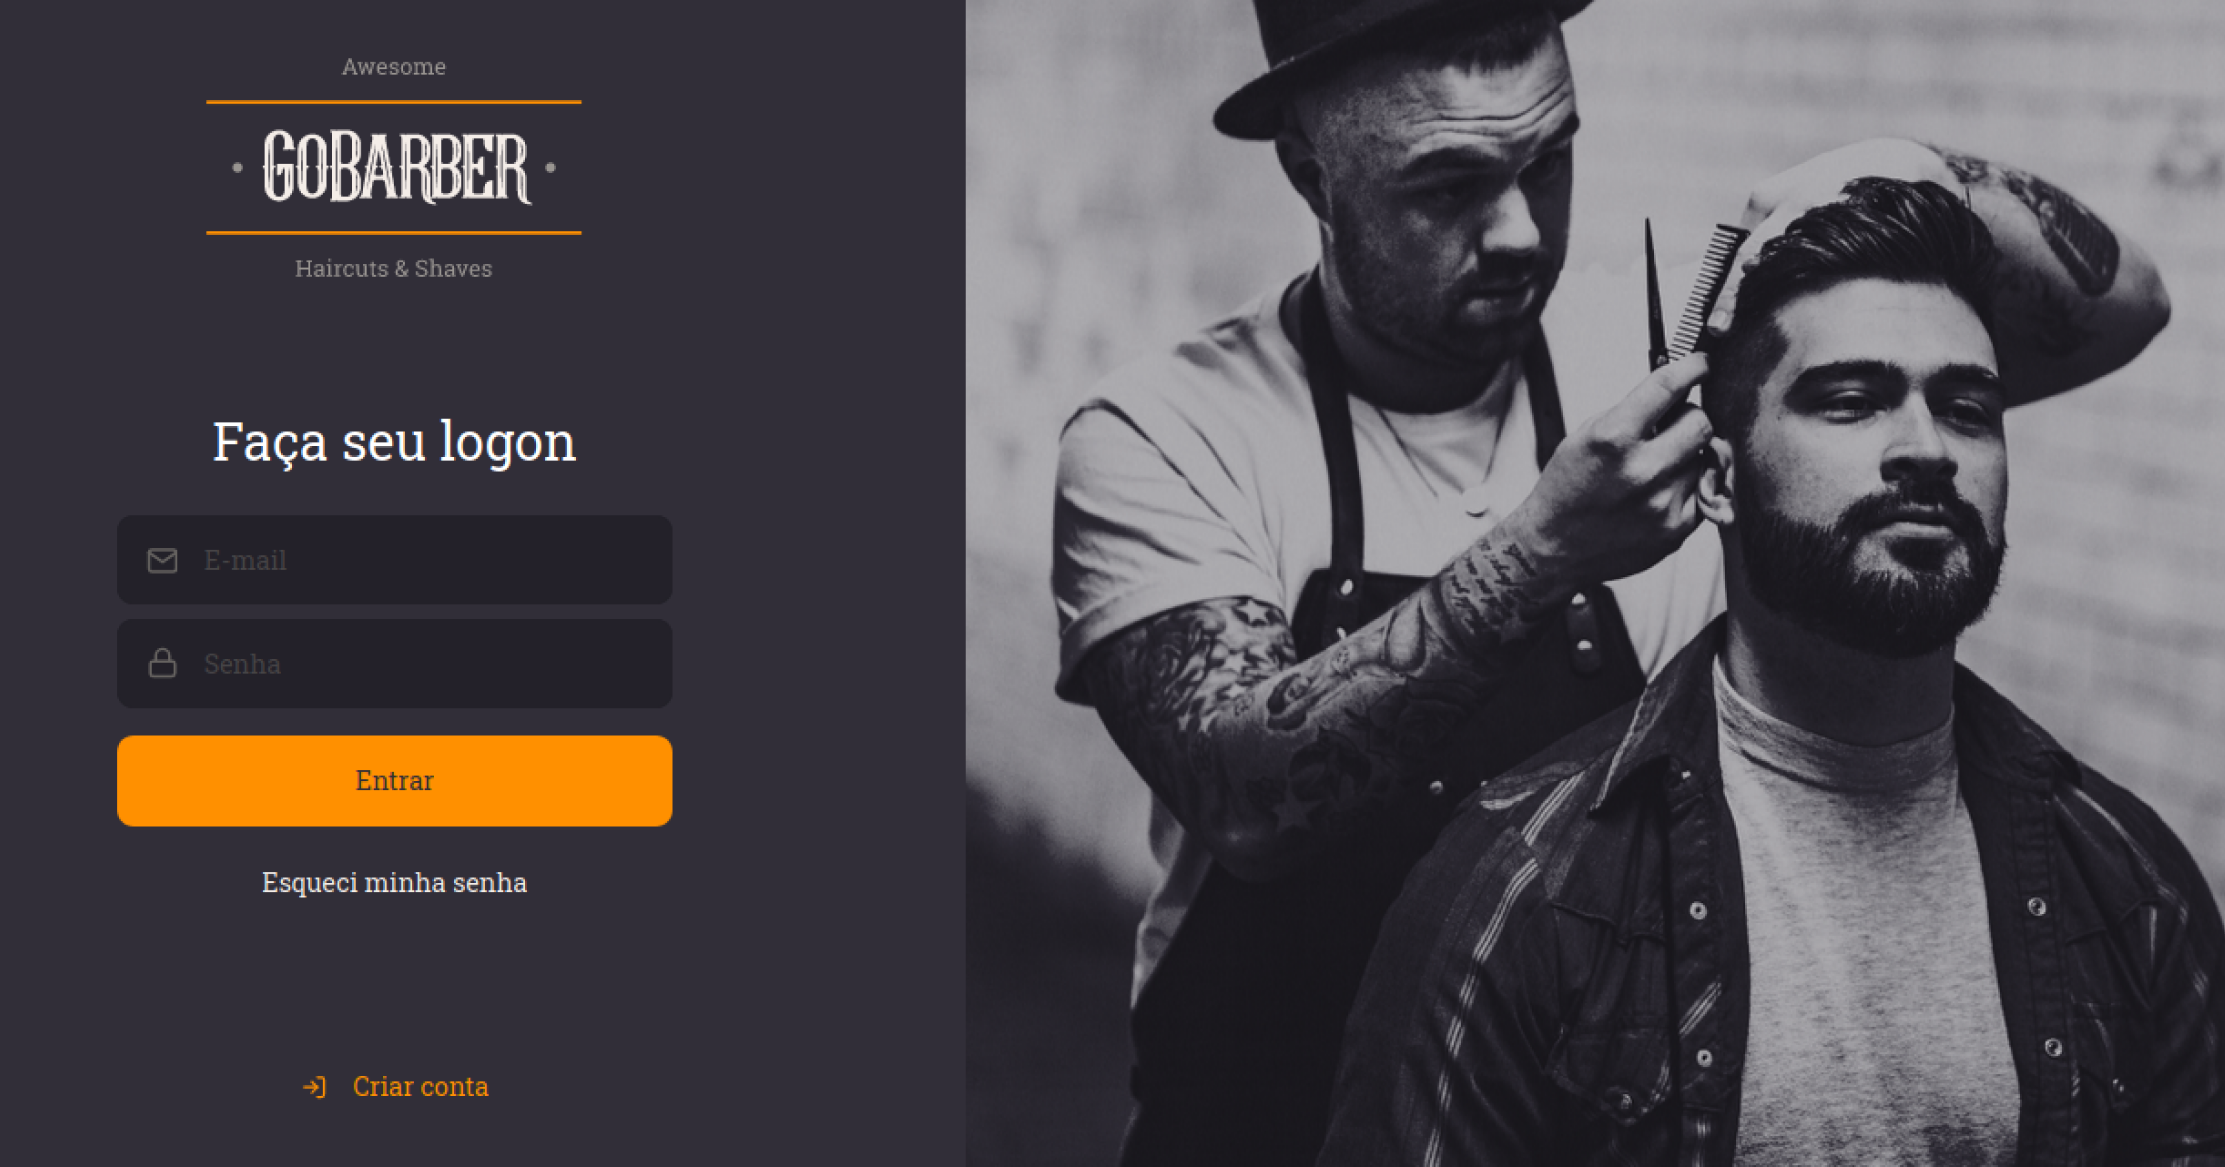 Awesome
• GOBARBER •
Haircuts & Shaves
Faça seu logon
E-mail
Senha
Entrar
Esqueci minha senha
Criar conta